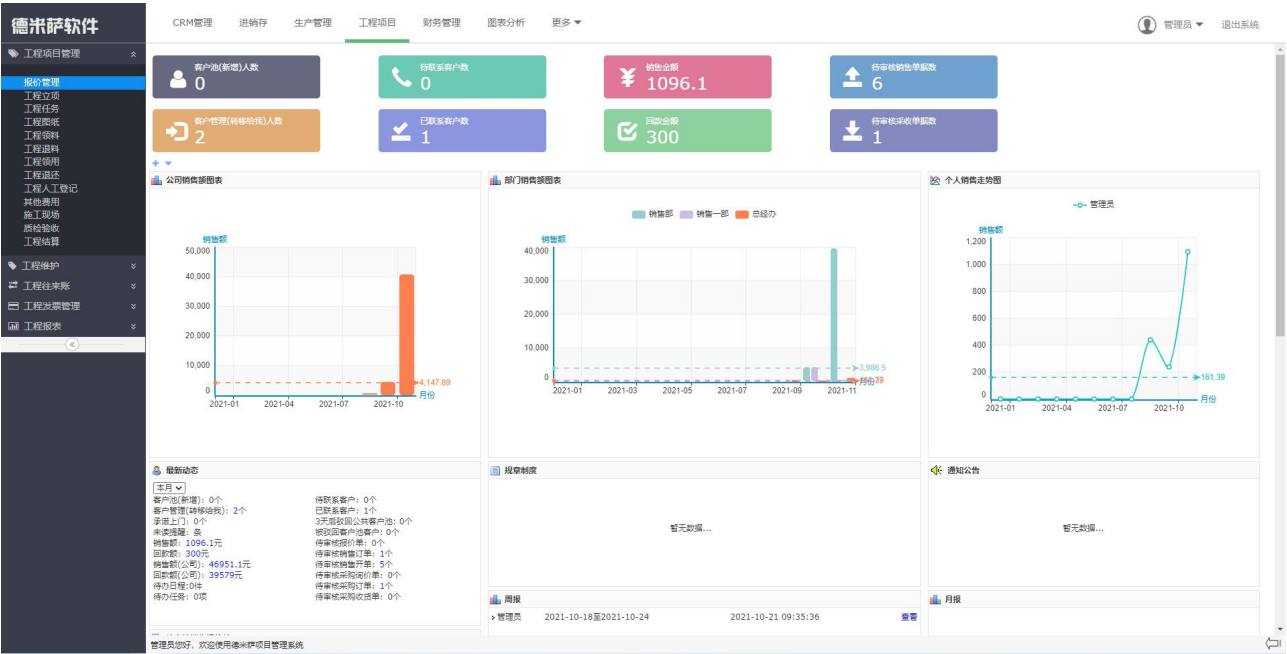 德米萨软件
CRM管理 进销存 生产管理 工程项目 财务管理 图表分析 更多
管理员 退出系统
工程项目管理
报价管理
工程立项
工程任务
工程图纸
工程领料
工程退料
工程领用
工程退还
工程人工登记
其他费用
施工现场
质检验收
工程结算
工程维护
工程往来账
工程发票管理
工程报表
客户池(新增)人数
0
待联系客户数
0
销售金额
1096.1
待审核销售单据数
6
客户管理(转移给我)人数
2
已联系客户数
1
回款金额
300
待审核采收单据数
1
公司销售额图表
销售额
50,000
40,000
30,000
20,000
10,000
0
4,147.89
月份
2021-01 2021-04 2021-07 2021-10
部门销售额图表
销售部 销售一部 总经办
销售额
40,000
30,000
20,000
10,000
0
3,986.5
月份
2021-01 2021-03 2021-05 2021-07 2021-09 2021-11
个人销售走势图
管理员
销售额
1,200
1,000
800
600
400
200
0
161.39
月份
2021-01 2021-04 2021-07 2021-10
最新动态
本月
客户池(新增): 0个 待联系客户: 0个
客户管理(转移给我): 2个 已联系客户: 1个
承诺上门: 0个 3天后驳回公共客户池: 0个
未读提醒: 条 被驳回客户池客户: 0个
销售额: 1096.1元 待审核报价单: 0个
回款额: 300元 待审核销售订单: 1个
销售额(公司): 46951.1元 待审核销售开单: 5个
回款额(公司): 39579元 待审核采购询价单: 0个
待办日程:0件 待审核采购订单: 1个
待办任务: 0项 待审核采购收货单: 0个
规章制度
暂无数据...
通知公告
暂无数据...
周报
管理员 2021-10-18至2021-10-24 2021-10-21 09:35:36 查看
月报
管理员您好，欢迎使用德米萨项目管理系统